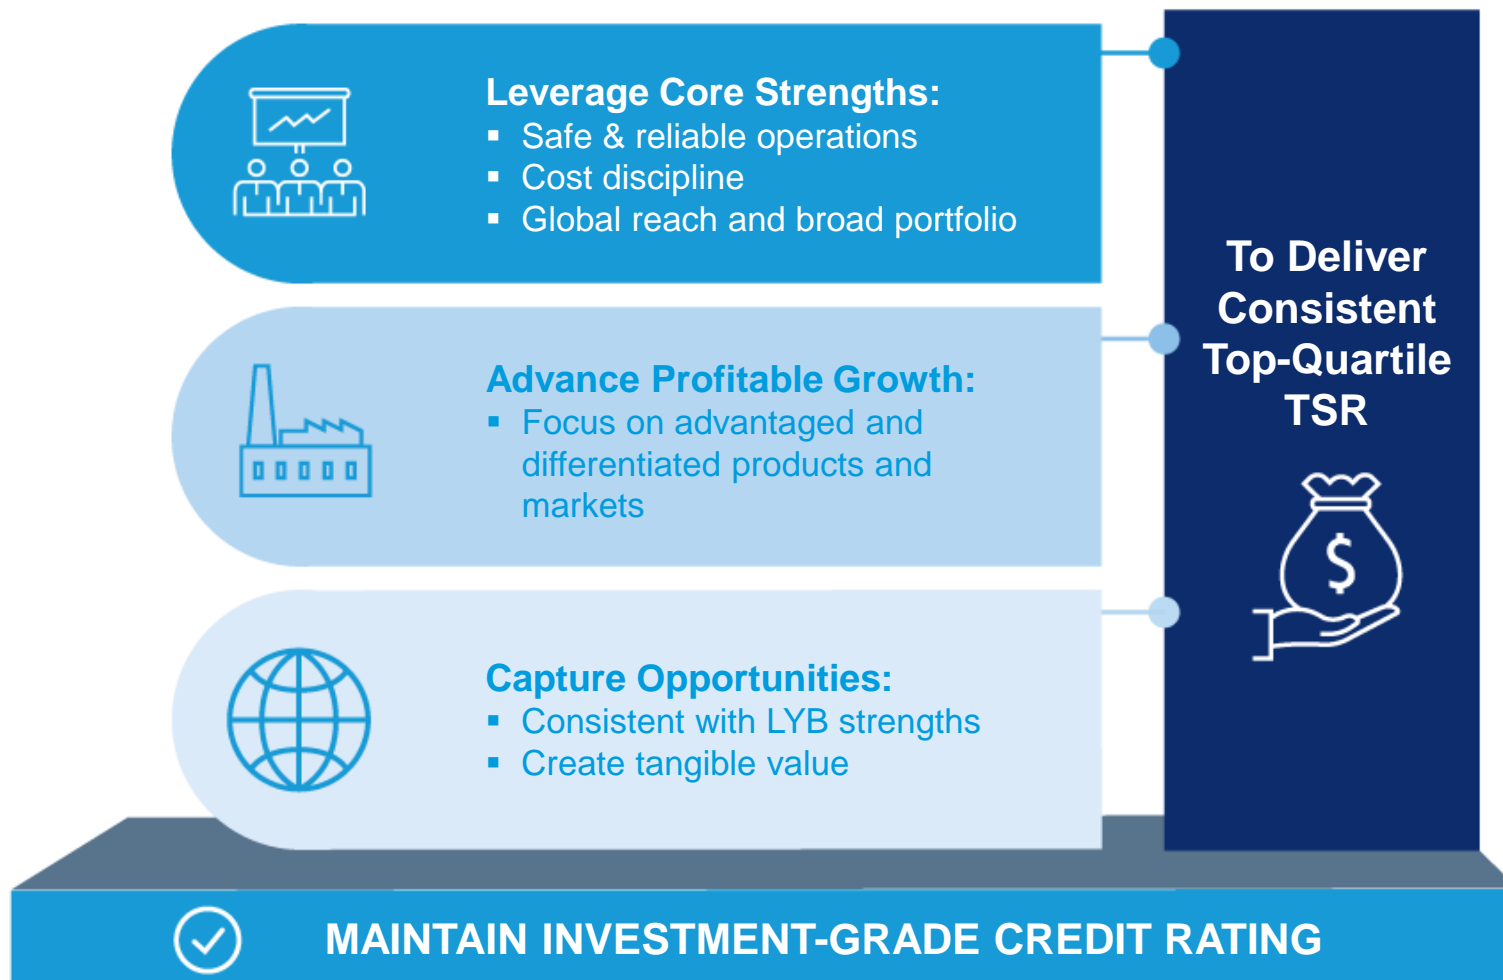 Leverage Core Strengths:
▪ Safe & reliable operations
▪ Cost discipline
▪ Global reach and broad portfolio
Advance Profitable Growth:
▪ Focus on advantaged and
differentiated products and
markets
Capture Opportunities:
▪ Consistent with LYB strengths
▪ Create tangible value
To Deliver
Consistent
Top-Quartile
TSR
$
MAINTAIN INVESTMENT-GRADE CREDIT RATING